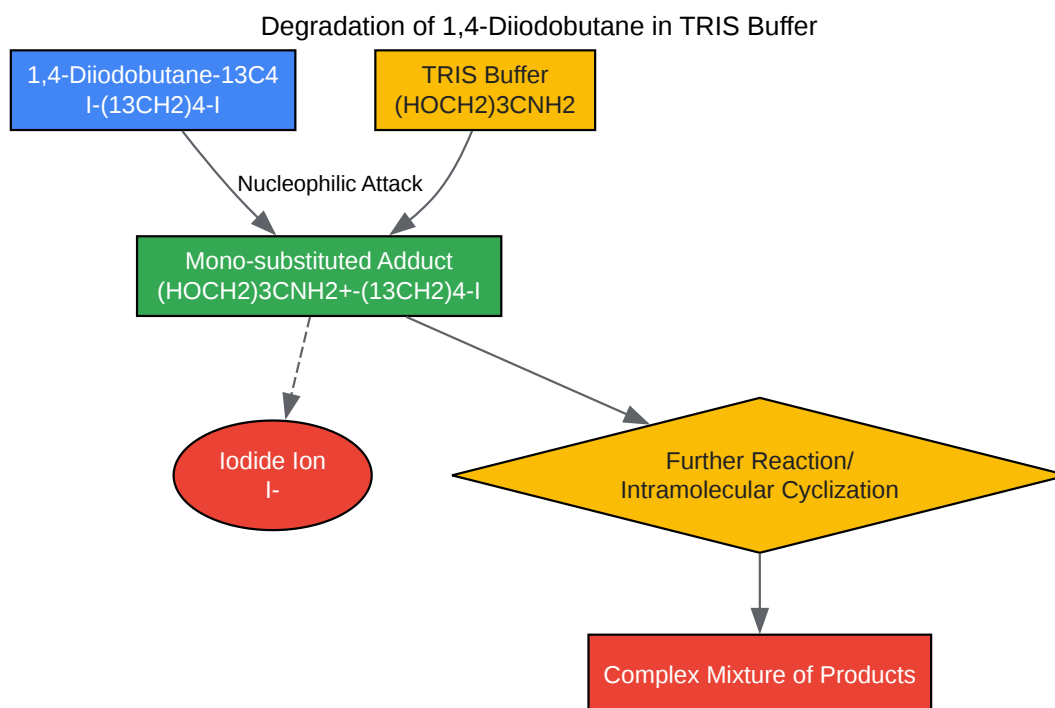 Degradation of 1,4-Diiodobutane in TRIS Buffer
1,4-Diiodobutane-13C4
I-(13CH2)4-I
TRIS Buffer
(HOCH2)3CNH2
Nucleophilic Attack
Mono-substituted Adduct
(HOCH2)3CNH2+-(13CH2)4-I
Iodide Ion
I-
Further Reaction/
Intramolecular Cyclization
Complex Mixture of Products